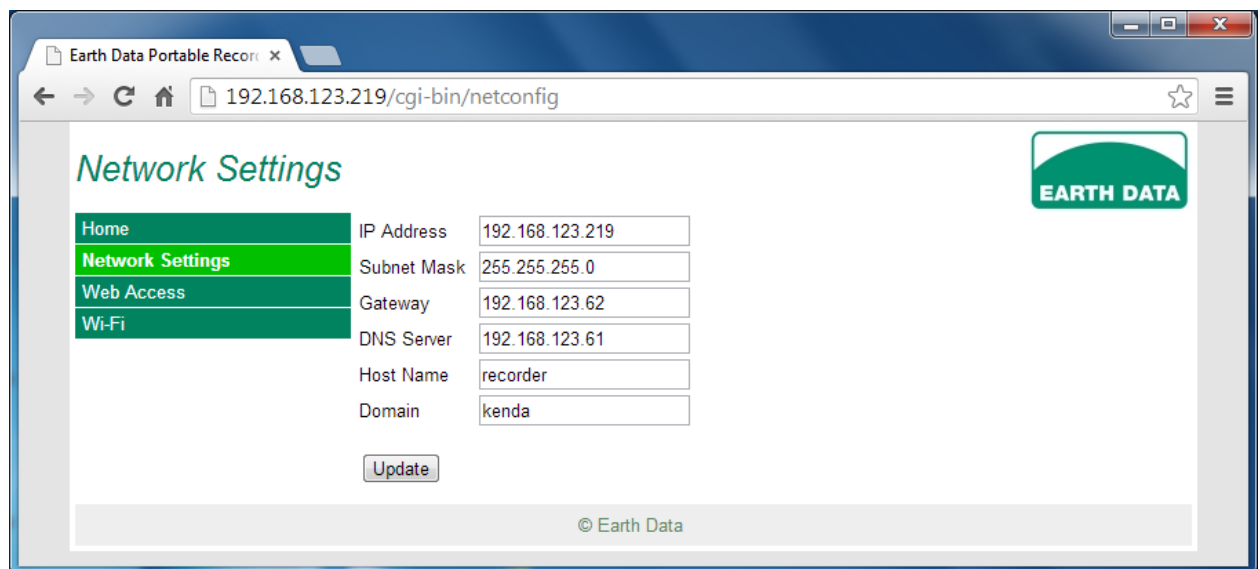 Earth Data Portable Recor
192.168.123.219/cgi-bin/netconfig
Network Settings
EARTH DATA
Home
Network Settings
Web Access
Wi-Fi
IP Address 192.168.123.219
Subnet Mask 255.255.255.0
Gateway 192.168.123.62
DNS Server 192.168.123.61
Host Name recorder
Domain kenda
Update
© Earth Data